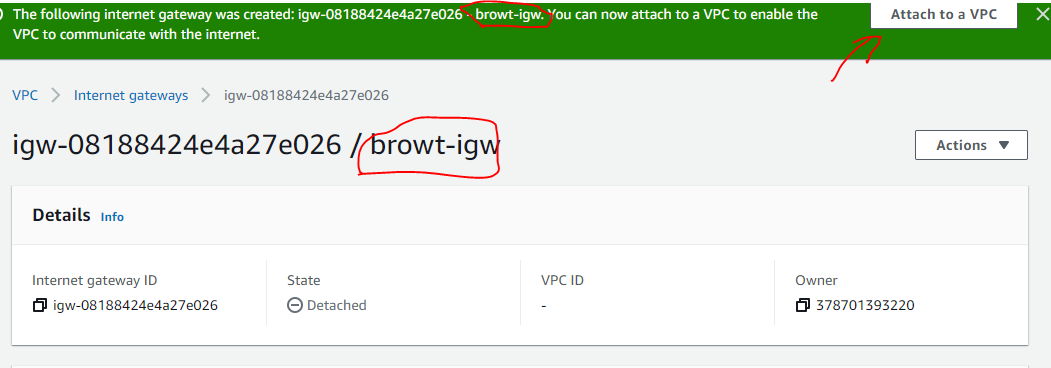 The following internet gateway was created: igw-08188424e4a27e026 - browt-igw. You can now attach to a VPC to enable the
VPC to communicate with the internet.
Attach to a VPC
VPC > Internet gateways > igw-08188424e4a27e026
igw-08188424e4a27e026 / browt-igw
Actions
Details Info
Internet gateway ID
igw-08188424e4a27e026
State
Detached
VPC ID
-
Owner
378701393220